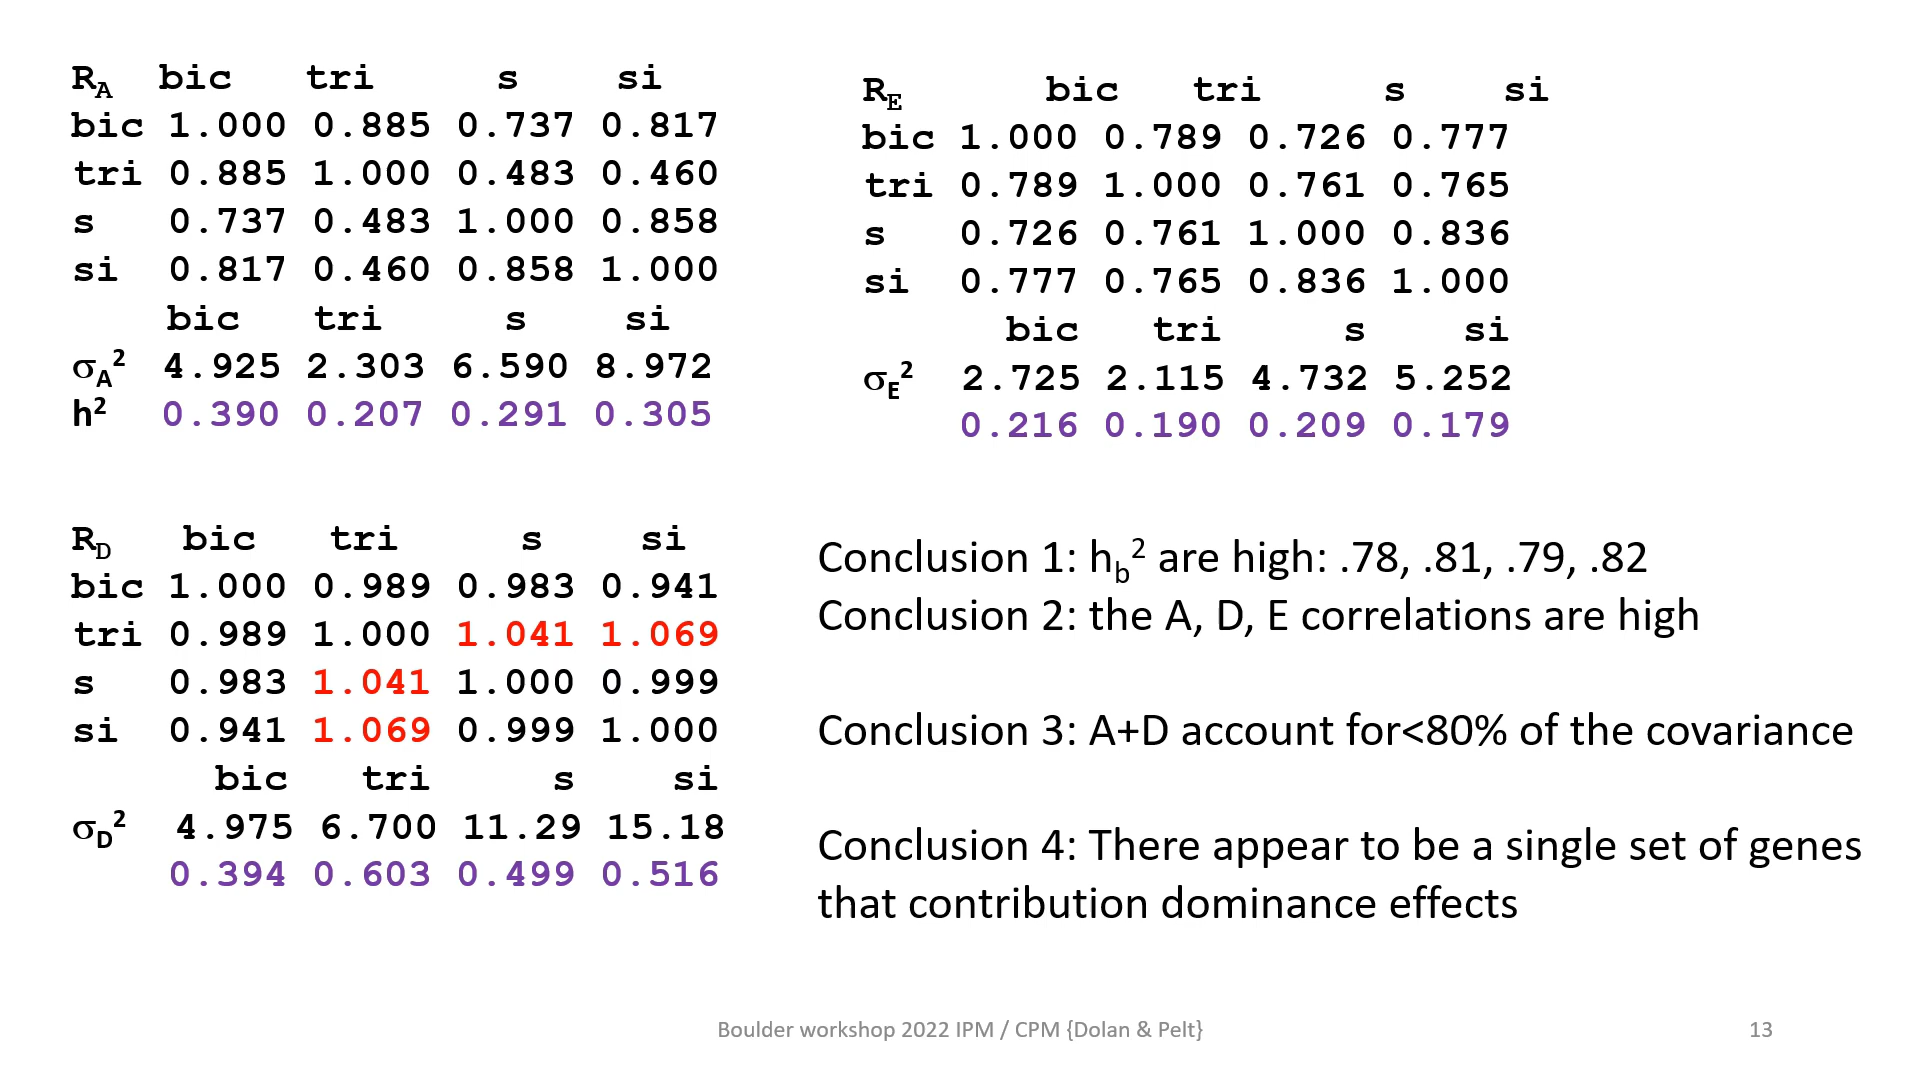 RA bic tri s si
bic 1.000 0.885 0.737 0.817
tri 0.885 1.000 0.483 0.460
s 0.737 0.483 1.000 0.858
si 0.817 0.460 0.858 1.000
bic tri s si
σA² 4.925 2.303 6.590 8.972
h² 0.390 0.207 0.291 0.305
RE bic tri s si
bic 1.000 0.789 0.726 0.777
tri 0.789 1.000 0.761 0.765
s 0.726 0.761 1.000 0.836
si 0.777 0.765 0.836 1.000
bic tri s si
σE² 2.725 2.115 4.732 5.252
0.216 0.190 0.209 0.179
RD bic tri s si
bic 1.000 0.989 0.983 0.941
tri 0.989 1.000 1.041 1.069
s 0.983 1.041 1.000 0.999
si 0.941 1.069 0.999 1.000
bic tri s si
σD² 4.975 6.700 11.29 15.18
0.394 0.603 0.499 0.516
Conclusion 1: hb² are high: .78, .81, .79, .82
Conclusion 2: the A, D, E correlations are high
Conclusion 3: A+D account for<80% of the covariance
Conclusion 4: There appear to be a single set of genes
that contribution dominance effects
Boulder workshop 2022 IPM / CPM {Dolan & Pelt}
13